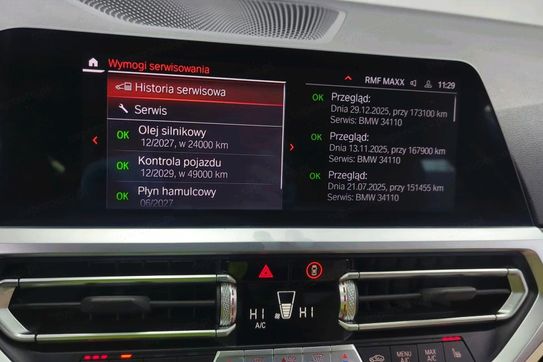 Wymogi serwisowania
RMF MAXX 11:29
Historia serwisowa
Serwis
OK Olej silnikowy
12/2027, w 24000 km
OK Kontrola pojazdu
12/2029, w 49000 km
OK Płyn hamulcowy
06/2027
OK Przegląd:
Dnia 29.12.2025, przy 173100 km
Serwis: BMW 34110
OK Przegląd:
Dnia 13.11.2025, przy 167900 km
Serwis: BMW 34110
OK Przegląd:
Dnia 21.07.2025, przy 151455 km
Serwis: BMW 34110
HI HI
A/C
MENU
A/C
MAX
A/C